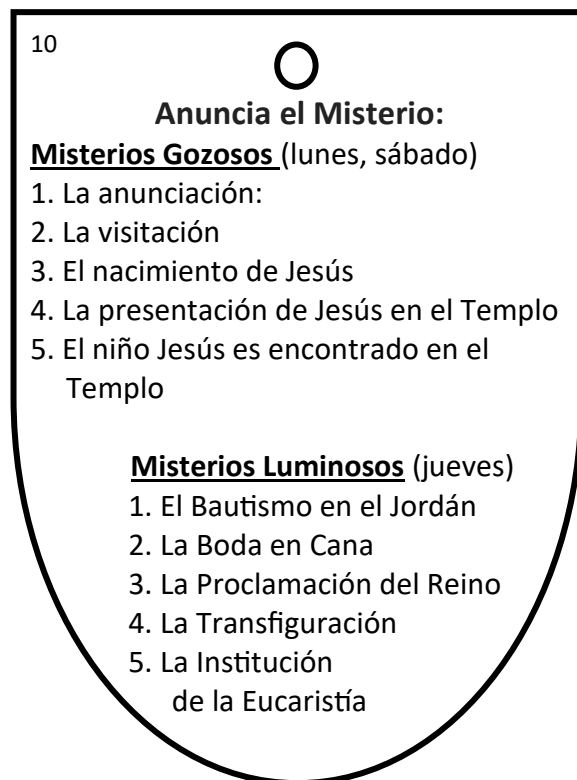 10
Anuncia el Misterio:
Misterios Gozosos (lunes, sábado)
1. La anunciación:
2. La visitación
3. El nacimiento de Jesús
4. La presentación de Jesús en el Templo
5. El niño Jesús es encontrado en el
Templo
Misterios Luminosos (jueves)
1. El Bautismo en el Jordán
2. La Boda en Cana
3. La Proclamación del Reino
4. La Transfiguración
5. La Institución
de la Eucaristía